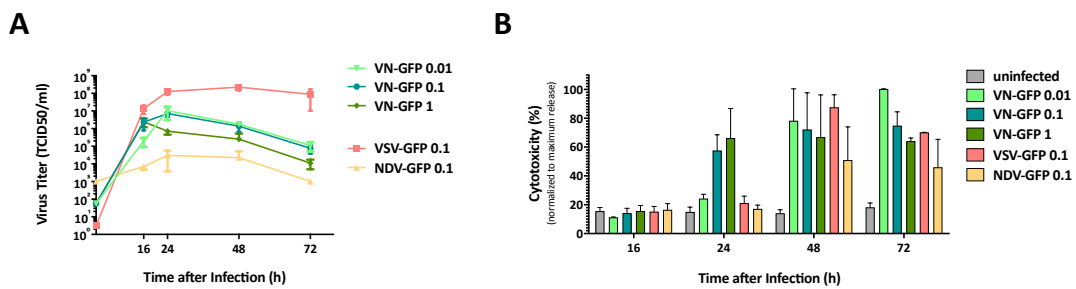 A
Virus Titer (TCID50/ml)
10⁹
10⁸
10⁷
10⁶
10⁵
10⁴
10³
10²
10¹
10⁰
16
24
48
72
Time after Infection (h)
VN-GFP 0.01
VN-GFP 0.1
VN-GFP 1
VSV-GFP 0.1
NDV-GFP 0.1
B
Cytotoxicity (%)
(normalized to maximum release)
100
80
60
40
20
0
16
24
48
72
Time after Infection (h)
uninfected
VN-GFP 0.01
VN-GFP 0.1
VN-GFP 1
VSV-GFP 0.1
NDV-GFP 0.1